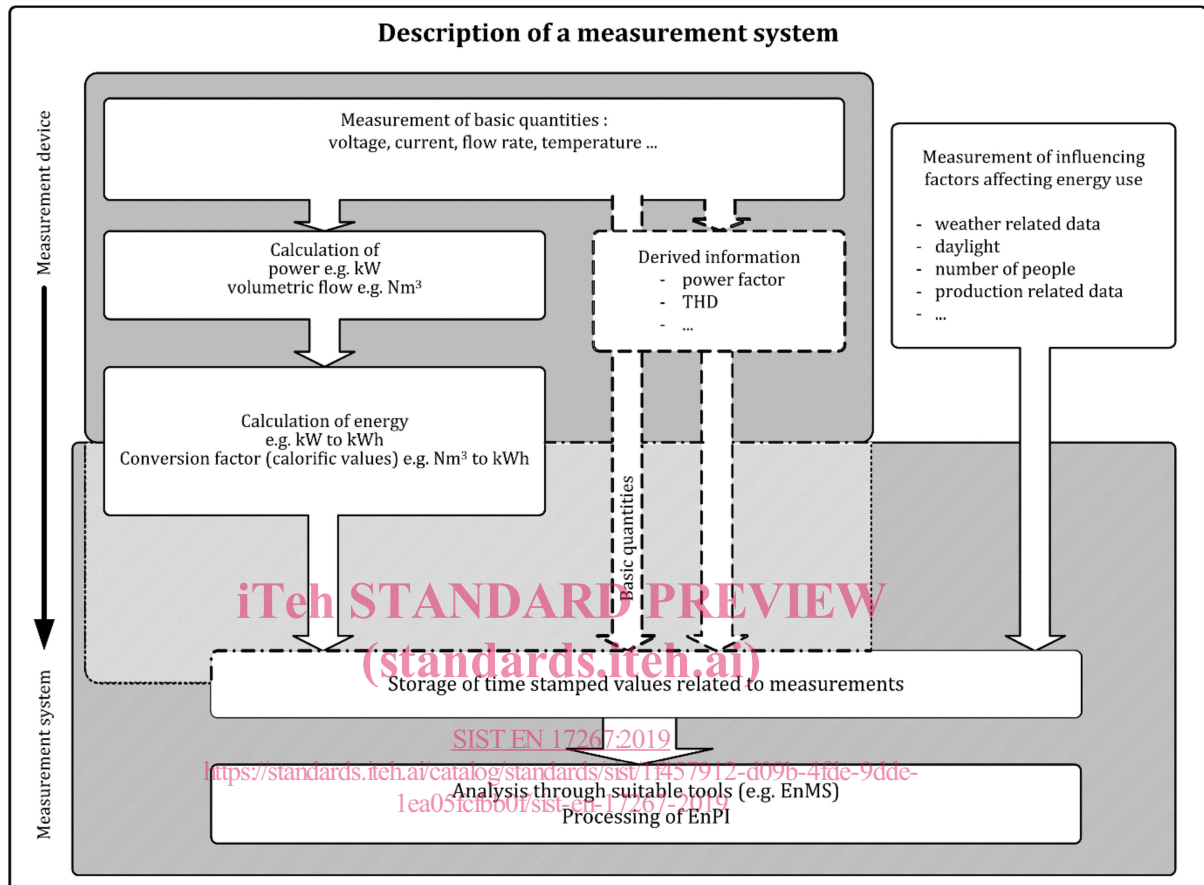 Description of a measurement system
Measurement device
Measurement system
Measurement of basic quantities :
voltage, current, flow rate, temperature ...
Measurement of influencing
factors affecting energy use
- weather related data
- daylight
- number of people
- production related data
- ...
Calculation of
power e.g. kW
volumetric flow e.g. Nm³
Derived information
- power factor
- THD
- ...
Calculation of energy
e.g. kW to kWh
Conversion factor (calorific values) e.g. Nm³ to kWh
Basic quantities
iTeh STANDARD PREVIEW
(standards.iteh.ai)
Storage of time stamped values related to measurements
SIST EN 17267:2019
https://standards.iteh.ai/catalog/standards/sist/1f457912-d09b-4fde-9dde-
1ea05fcfbb0f/sist-en-17267-2019
Analysis through suitable tools (e.g. EnMS)
Processing of EnPI